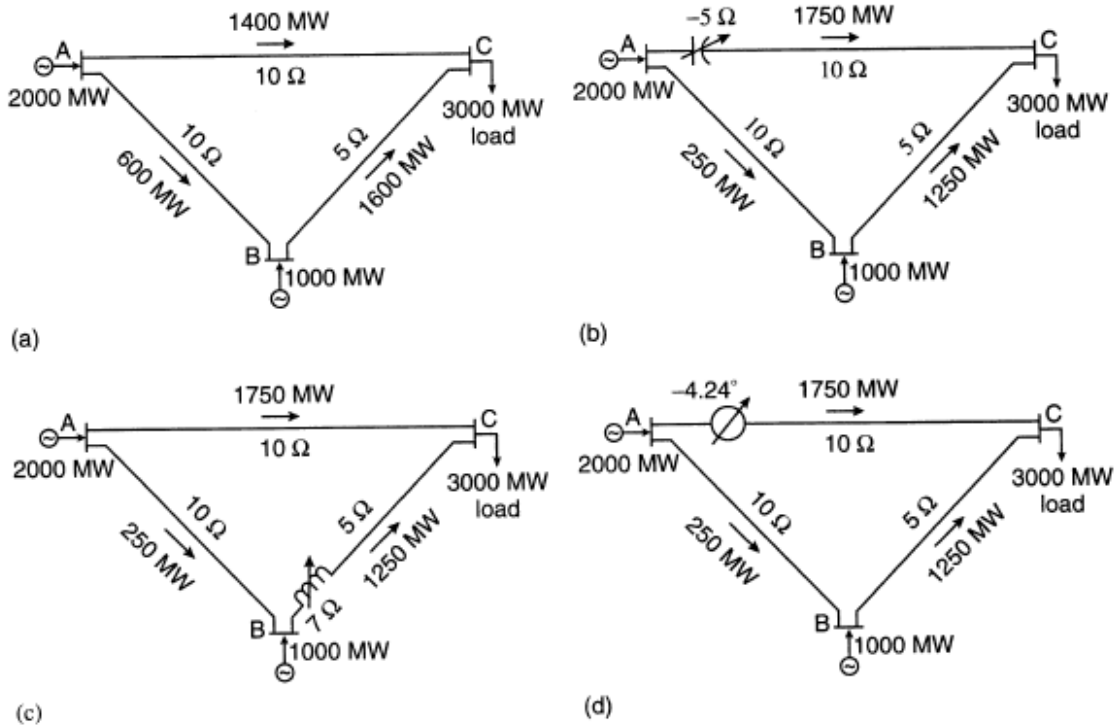 1400 MW
A
C
10 Ω
2000 MW
3000 MW
load
10 Ω
5 Ω
600 MW
1600 MW
B
1000 MW
(a)
–5 Ω
1750 MW
A
C
10 Ω
2000 MW
3000 MW
load
10 Ω
5 Ω
250 MW
1250 MW
B
1000 MW
(b)
1750 MW
A
C
10 Ω
2000 MW
3000 MW
load
10 Ω
5 Ω
250 MW
1250 MW
7 Ω
B
1000 MW
(c)
–4.24°
1750 MW
A
C
10 Ω
2000 MW
3000 MW
load
10 Ω
5 Ω
250 MW
1250 MW
B
1000 MW
(d)